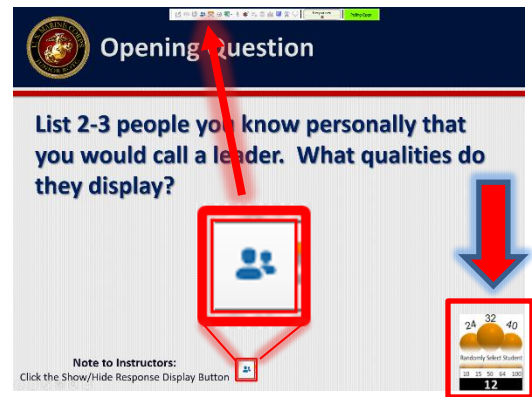 Opening Question
Polling Open
List 2-3 people you know personally that
you would call a leader. What qualities do
they display?
24 32 40
Randomly Select Student
10 15 50 64 100
12
Note to Instructors:
Click the Show/Hide Response Display Button